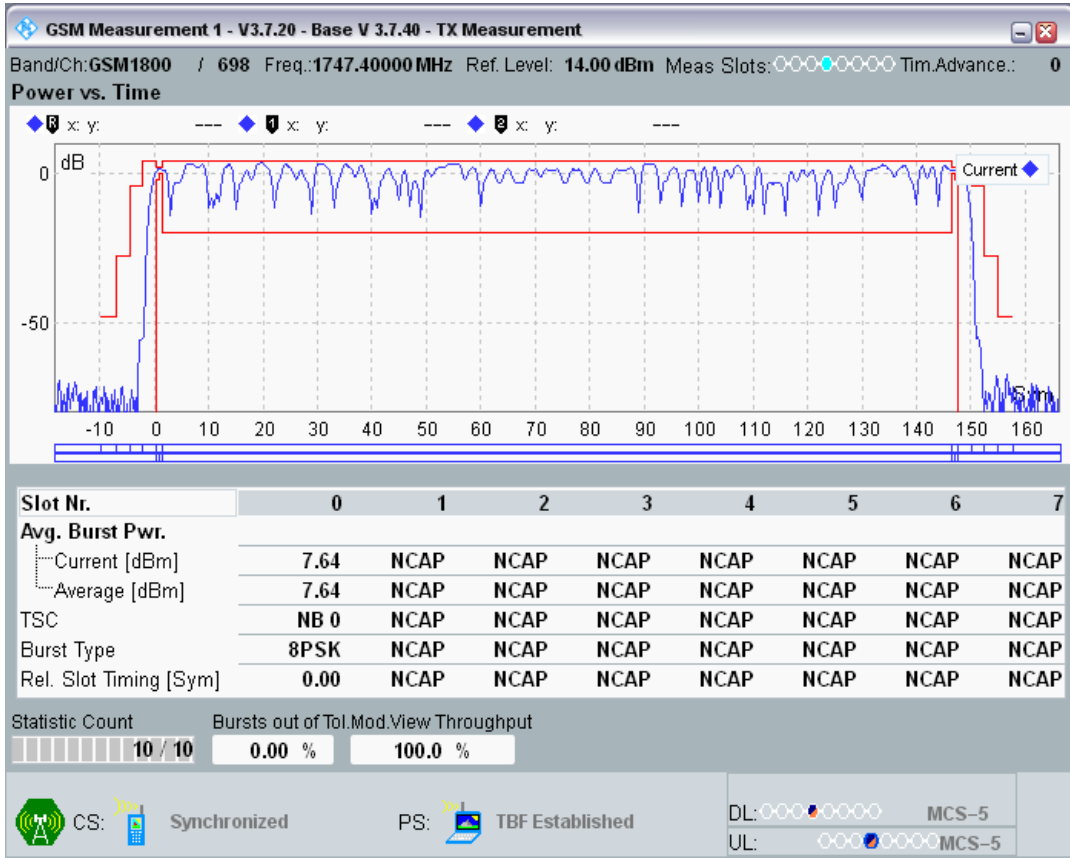 GSM Measurement 1 - V3.7.20 - Base V 3.7.40 - TX Measurement
Band/Ch:GSM1800 / 698 Freq.:1747.40000 MHz Ref. Level: 14.00 dBm Meas Slots: Tim.Advance.: 0
Power vs. Time
R x: y: --- 1 x: y: --- 2 x: y: ---
dB
Current
0
-50
Sym
-10 0 10 20 30 40 50 60 70 80 90 100 110 120 130 140 150 160
Slot Nr. 0 1 2 3 4 5 6 7
Avg. Burst Pwr.
Current [dBm] 7.64 NCAP NCAP NCAP NCAP NCAP NCAP NCAP
Average [dBm] 7.64 NCAP NCAP NCAP NCAP NCAP NCAP NCAP
TSC NB 0 NCAP NCAP NCAP NCAP NCAP NCAP NCAP
Burst Type 8PSK NCAP NCAP NCAP NCAP NCAP NCAP NCAP
Rel. Slot Timing [Sym] 0.00 NCAP NCAP NCAP NCAP NCAP NCAP NCAP
Statistic Count Bursts out of Tol.Mod.View Throughput
10 / 10 0.00 % 100.0 %
CS: Synchronized PS: TBF Established
DL: MCS-5
UL: MCS-5